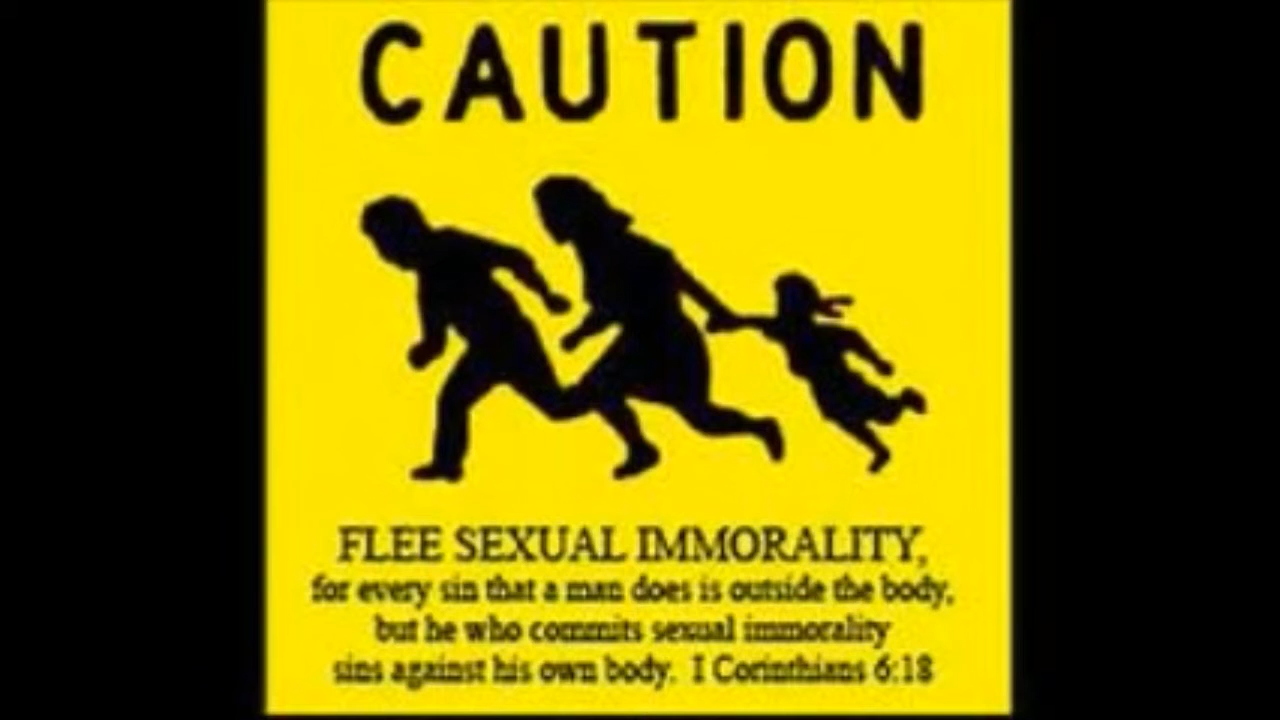 CAUTION
FLEE SEXUAL IMMORALITY,
for every sin that a man does is outside the body,
but he who commits sexual immorality
sins against his own body. I Corinthians 6:18